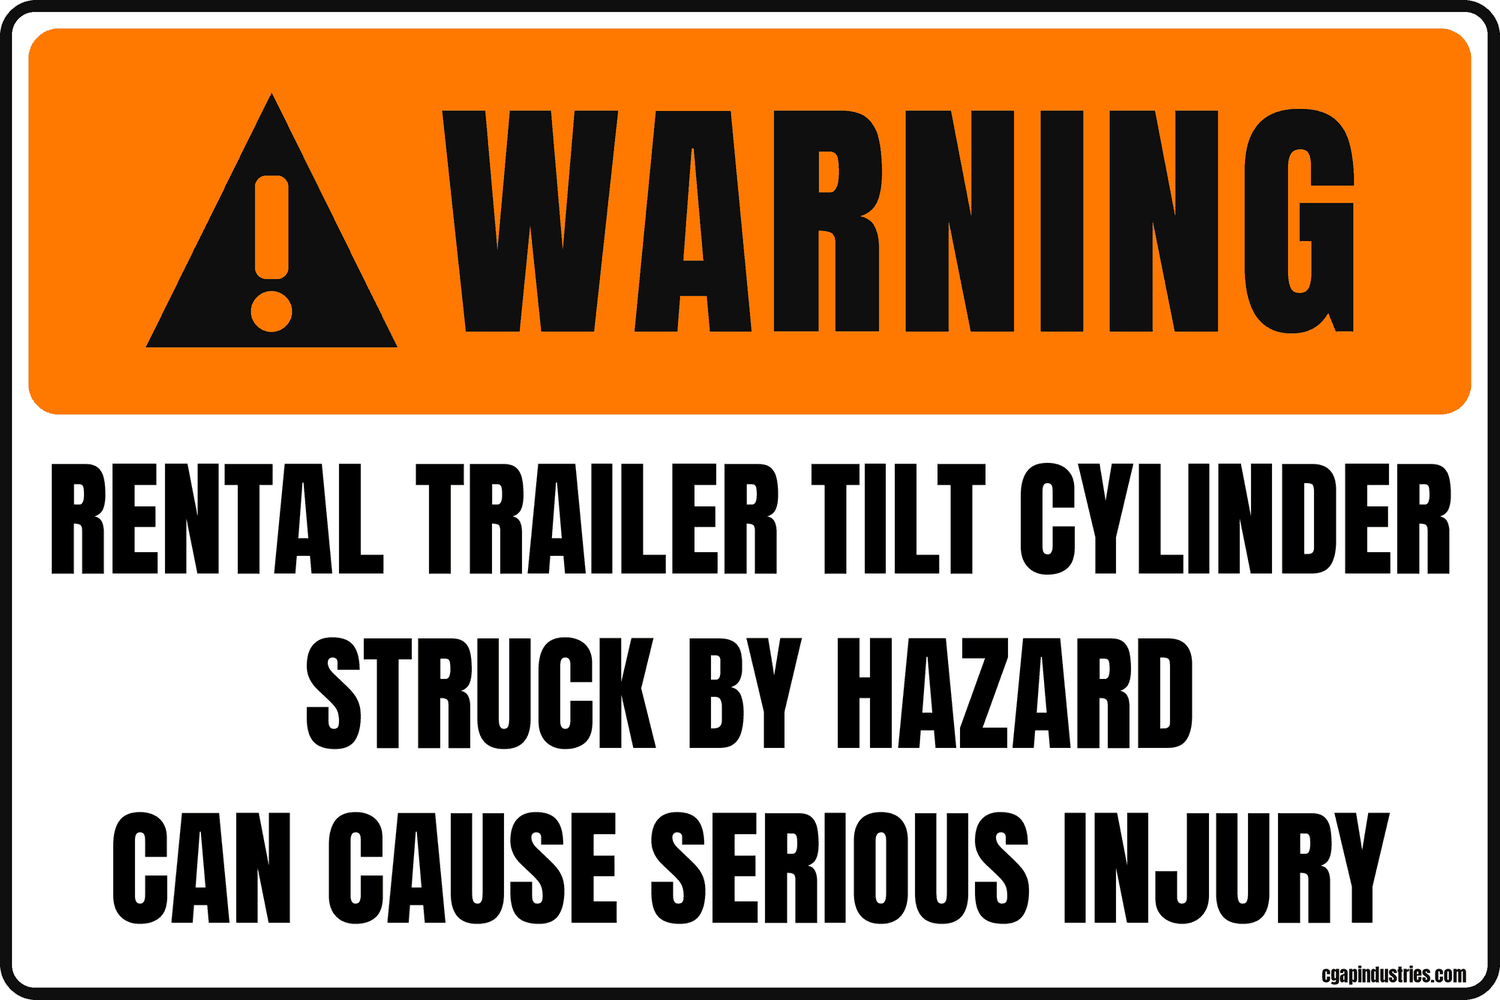 WARNING
RENTAL TRAILER TILT CYLINDER
STRUCK BY HAZARD
CAN CAUSE SERIOUS INJURY
cgapindustries.com